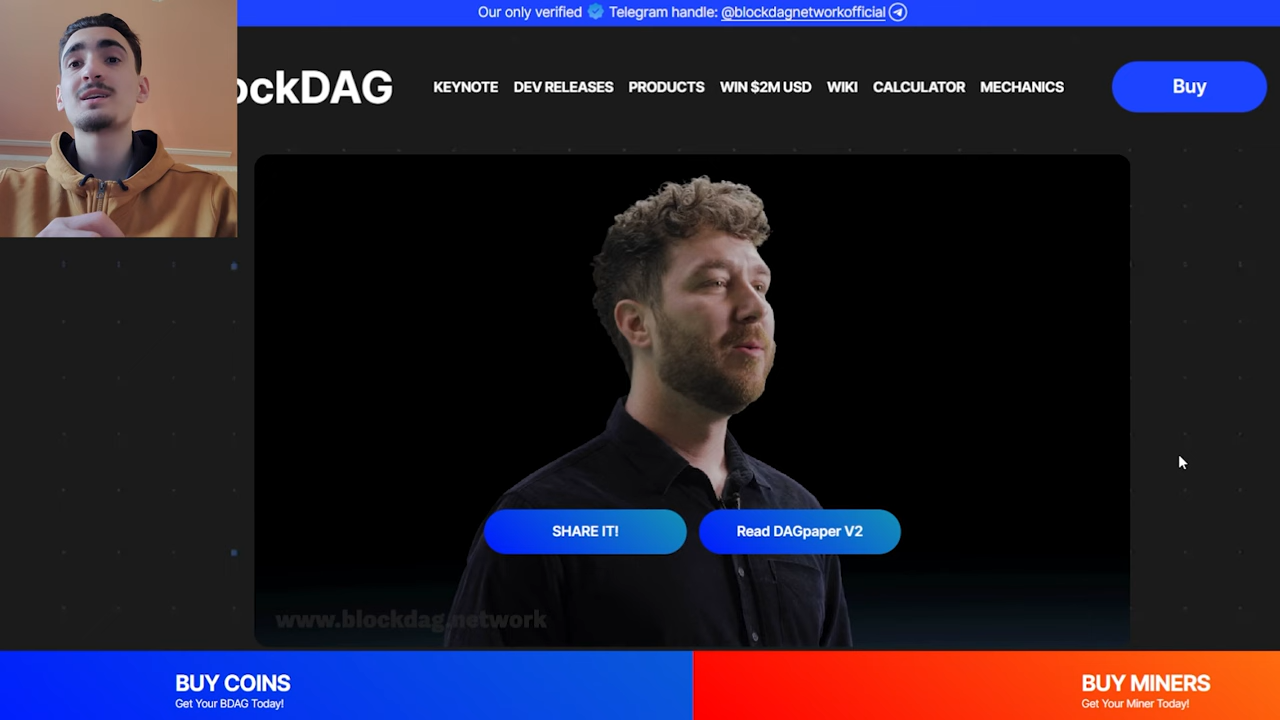 Our only verified Telegram handle: @blockdagnetworkofficial
ockDAG
KEYNOTE DEV RELEASES PRODUCTS WIN $2M USD WIKI CALCULATOR MECHANICS
Buy
SHARE IT!
Read DAGpaper V2
www.blockdag.network
BUY COINS
Get Your BDAG Today!
BUY MINERS
Get Your Miner Today!